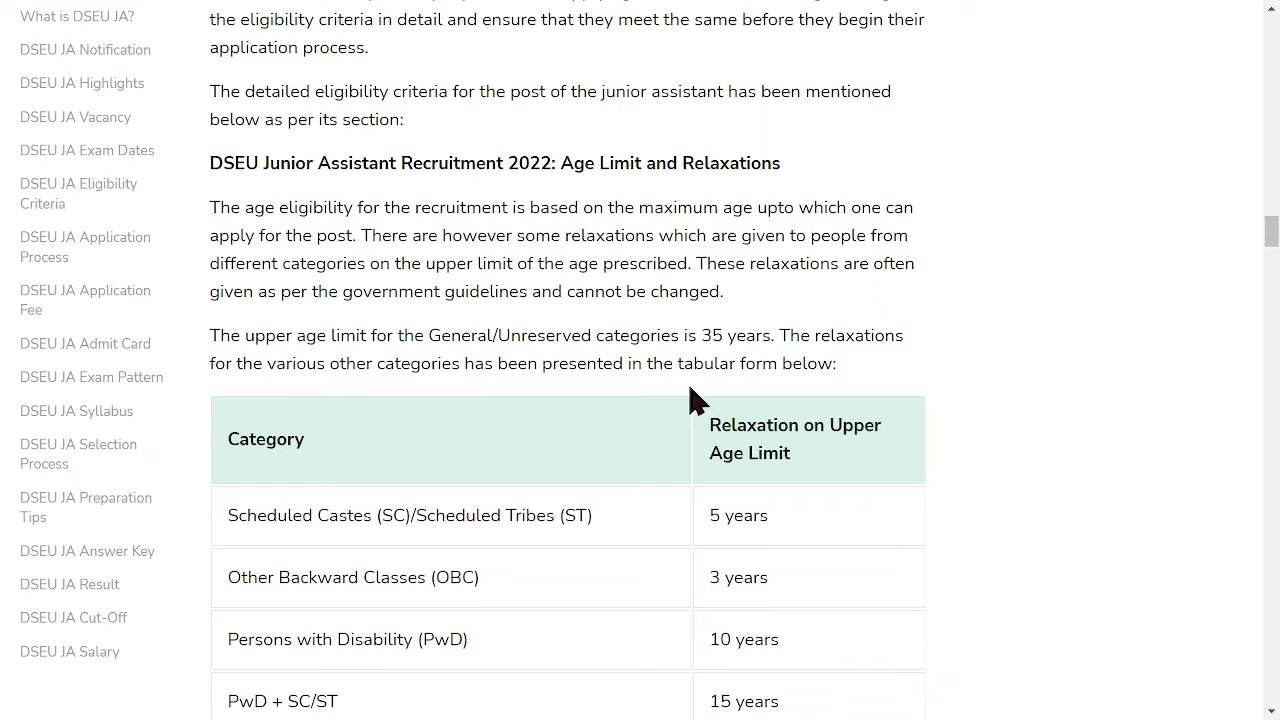 What is DSEU JA?
DSEU JA Notification
DSEU JA Highlights
DSEU JA Vacancy
DSEU JA Exam Dates
DSEU JA Eligibility
Criteria
DSEU JA Application
Process
DSEU JA Application
Fee
DSEU JA Admit Card
DSEU JA Exam Pattern
DSEU JA Syllabus
DSEU JA Selection
Process
DSEU JA Preparation
Tips
DSEU JA Answer Key
DSEU JA Result
DSEU JA Cut-Off
DSEU JA Salary
the eligibility criteria in detail and ensure that they meet the same before they begin their
application process.
The detailed eligibility criteria for the post of the junior assistant has been mentioned
below as per its section:
DSEU Junior Assistant Recruitment 2022: Age Limit and Relaxations
The age eligibility for the recruitment is based on the maximum age upto which one can
apply for the post. There are however some relaxations which are given to people from
different categories on the upper limit of the age prescribed. These relaxations are often
given as per the government guidelines and cannot be changed.
The upper age limit for the General/Unreserved categories is 35 years. The relaxations
for the various other categories has been presented in the tabular form below:
Category
Relaxation on Upper
Age Limit
Scheduled Castes (SC)/Scheduled Tribes (ST)
5 years
Other Backward Classes (OBC)
3 years
Persons with Disability (PwD)
10 years
PwD + SC/ST
15 years